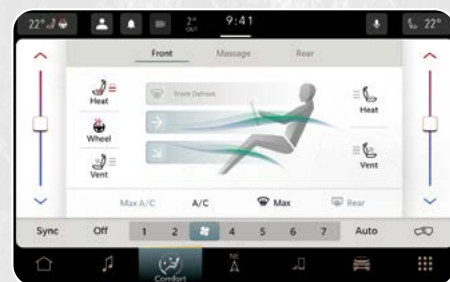 22° 2° OUT 9:41 22°
Front Massage Rear
Heat Front Defrost Heat
Wheel
Vent Vent
Max A/C A/C Max Rear
Sync Off 1 2 4 5 6 7 Auto
Comfort NE